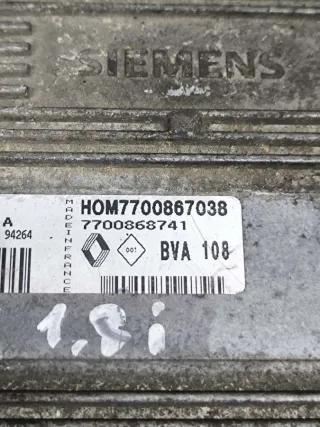 SIEMENS
MADE IN FRANCE
HOM7700867038
7700868741
A
94264
001
BVA 108
1.8i